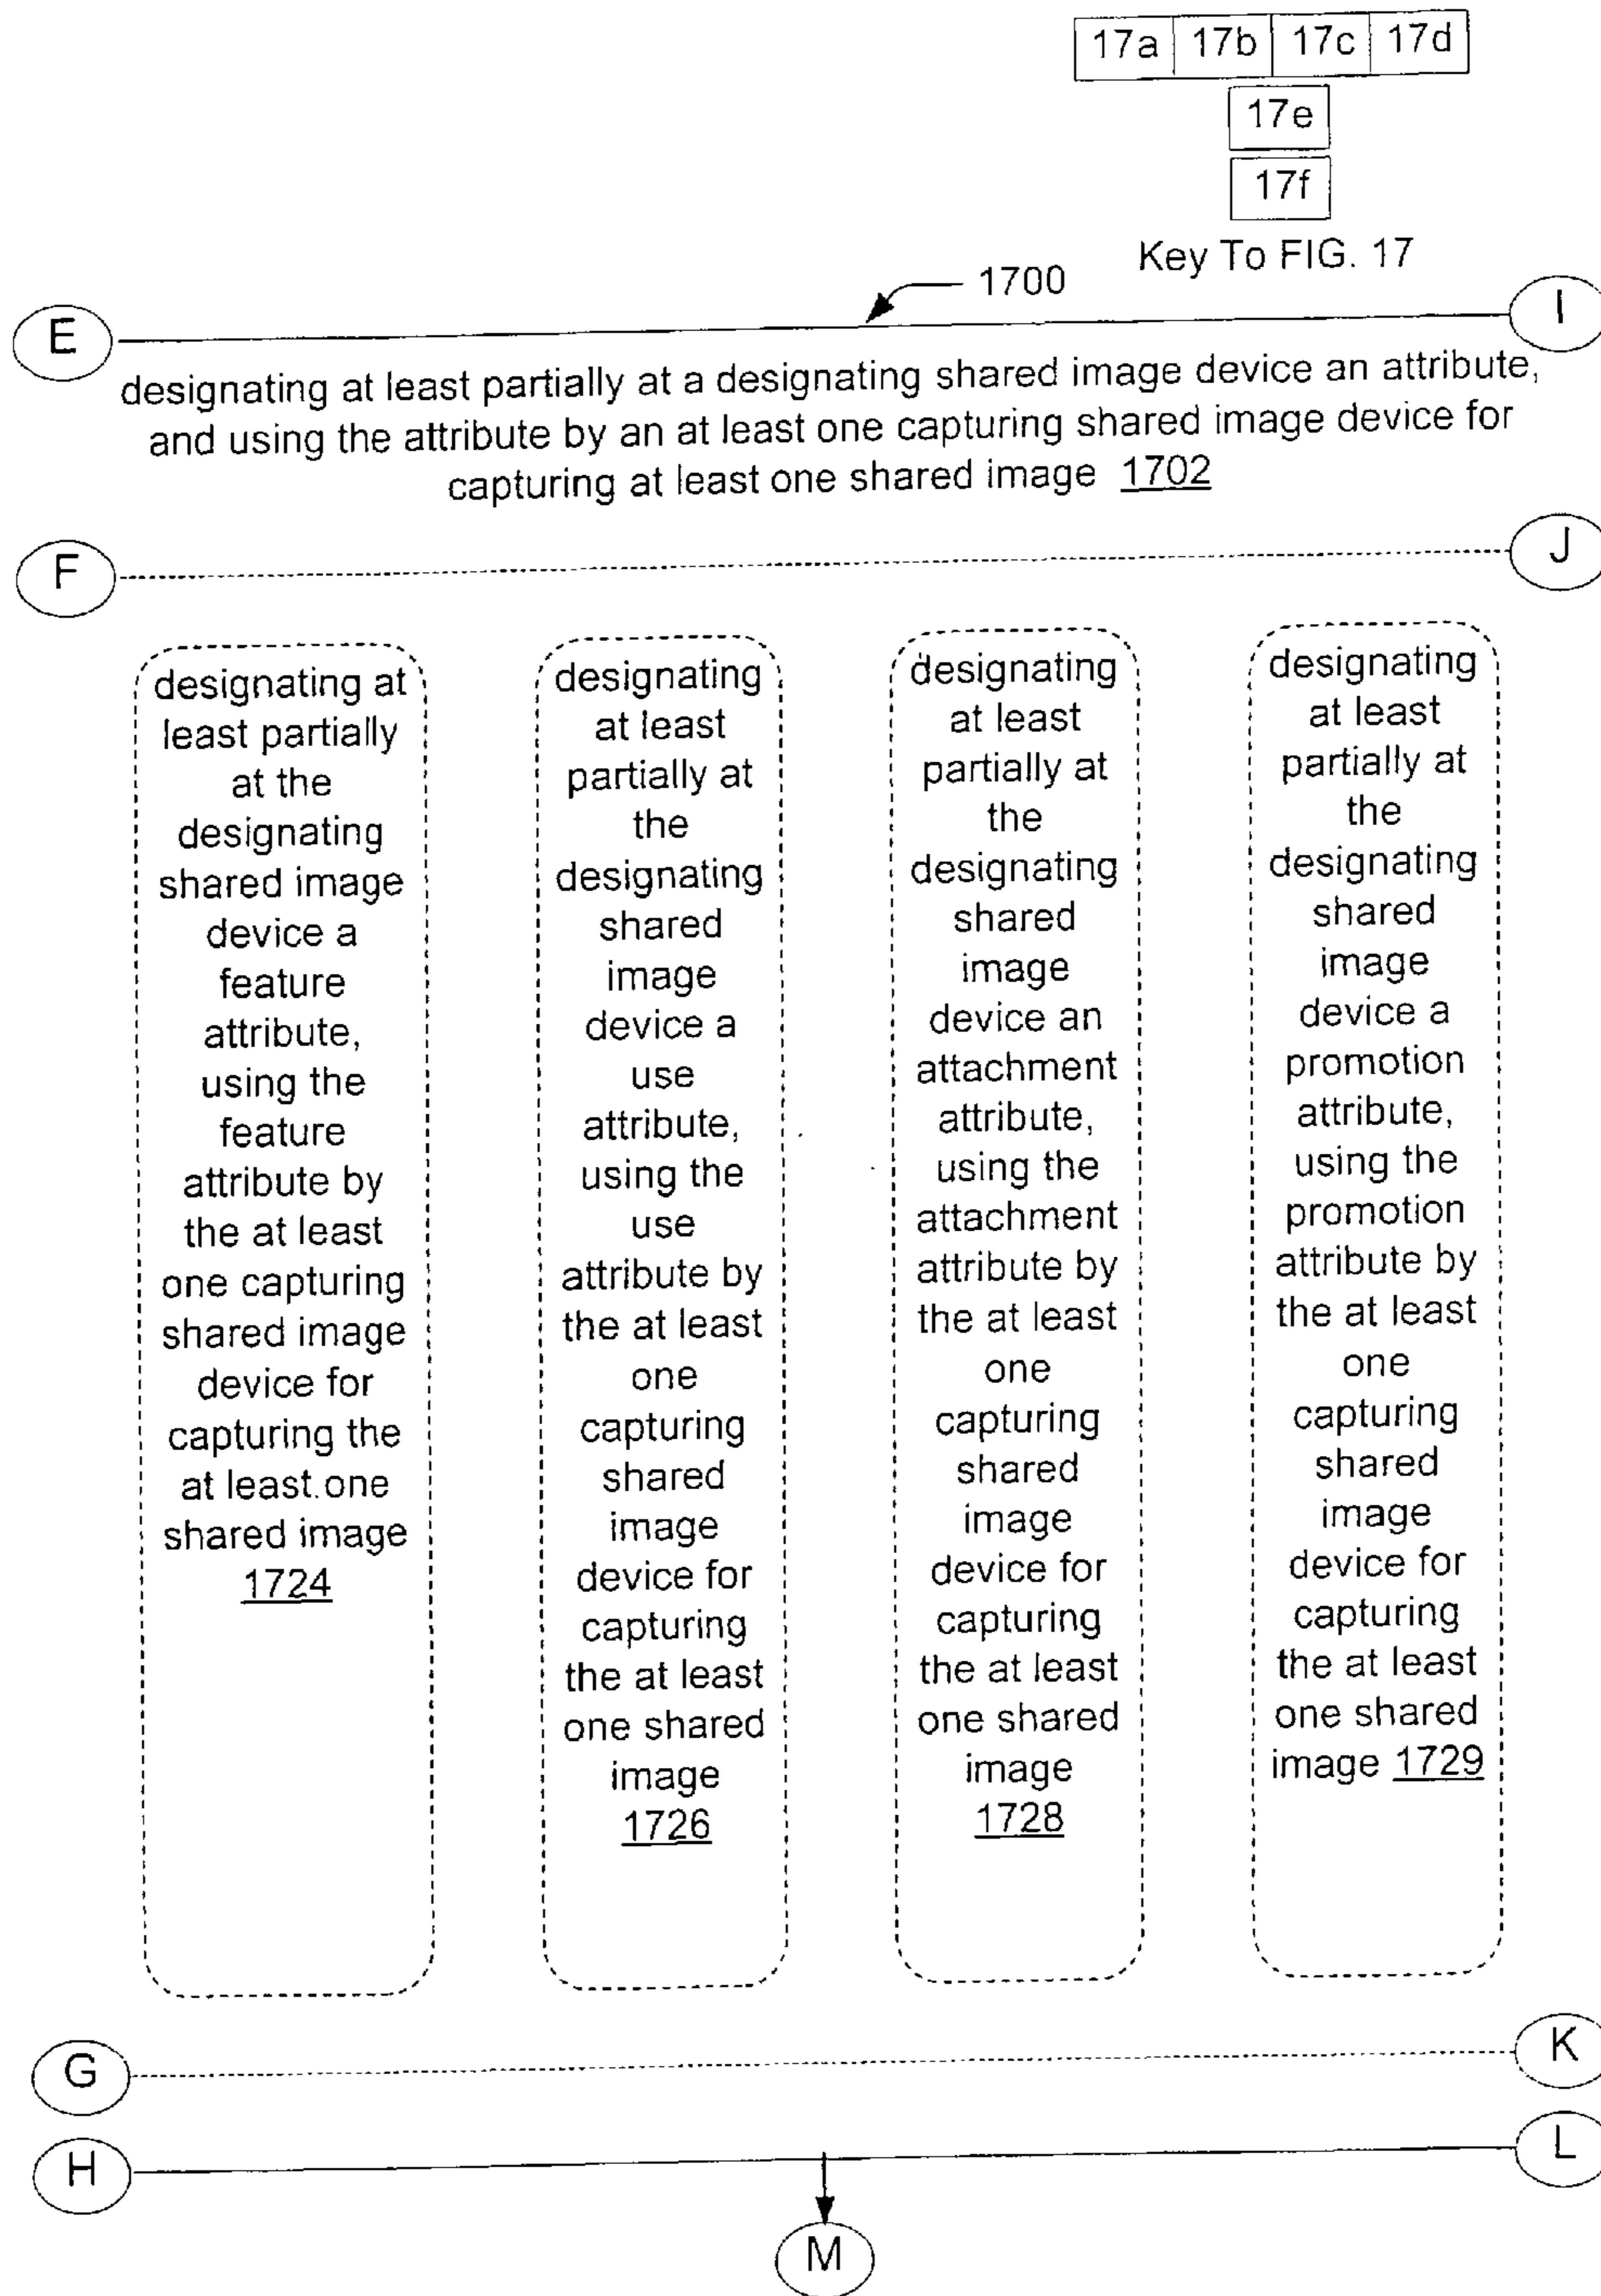 17a 17b 17c 17d
17e
17f
Key To FIG. 17
1700
E
I
designating at least partially at a designating shared image device an attribute,
and using the attribute by an at least one capturing shared image device for
capturing at least one shared image 1702
F
J
designating at
least partially
at the
designating
shared image
device a
feature
attribute,
using the
feature
attribute by
the at least
one capturing
shared image
device for
capturing the
at least one
shared image
1724
designating
at least
partially at
the
designating
shared
image
device a
use
attribute,
using the
use
attribute by
the at least
one
capturing
shared
image
device for
capturing
the at least
one shared
image
1726
designating
at least
partially at
the
designating
shared
image
device an
attachment
attribute,
using the
attachment
attribute by
the at least
one
capturing
shared
image
device for
capturing
the at least
one shared
image
1728
designating
at least
partially at
the
designating
shared
image
device a
promotion
attribute,
using the
promotion
attribute by
the at least
one
capturing
shared
image
device for
capturing
the at least
one shared
image 1729
G
K
H
L
M